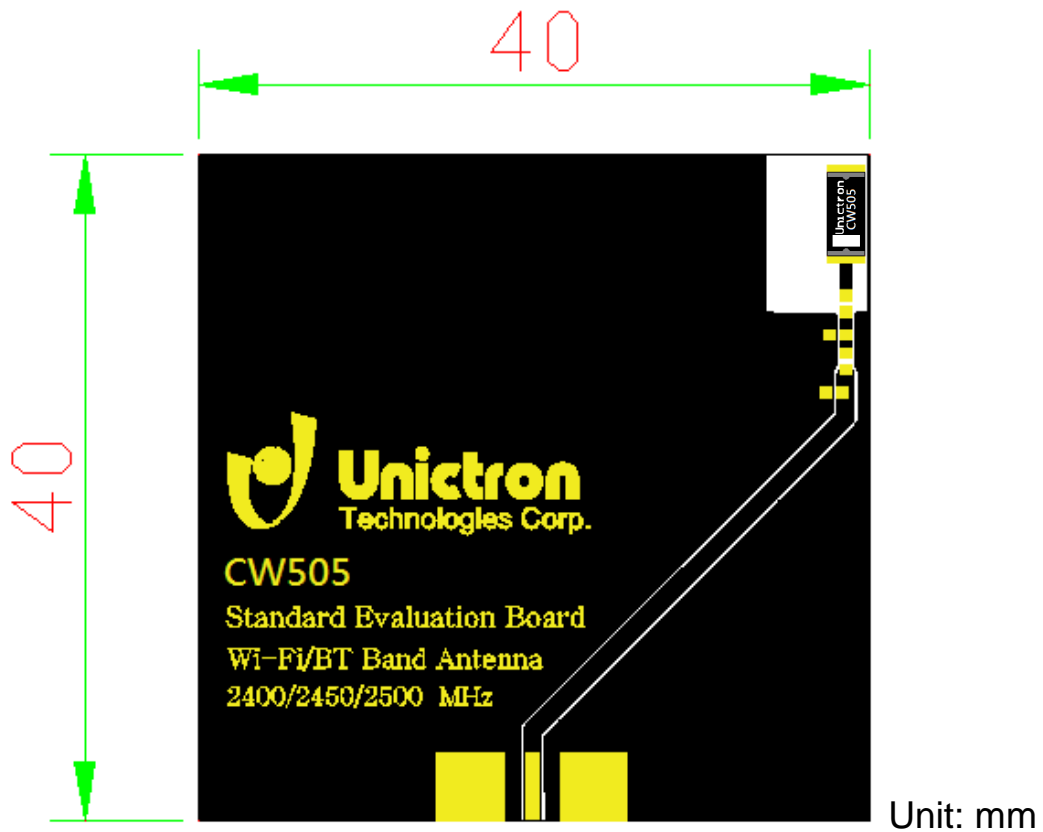 40
Unictron
CW505
40
Unictron
Technologies Corp.
CW505
Standard Evaluation Board
Wi-Fi/BT Band Antenna
2400/2450/2500 MHz
Unit: mm